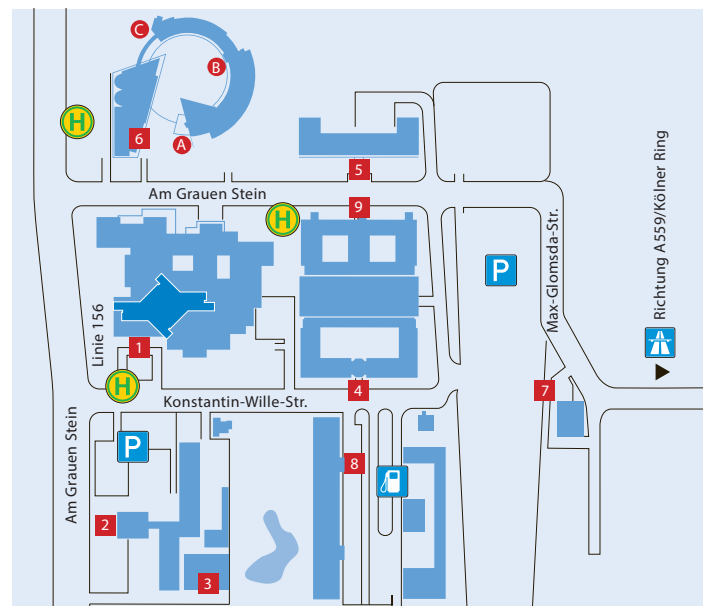 C
B
H
6
A
5
Am Grauen Stein
9
H
P
Max-Glomsda-Str.
Richtung A559/Kölner Ring
Linie 156
1
H
4
7
Konstantin-Wille-Str.
Am Grauen Stein
P
8
2
3